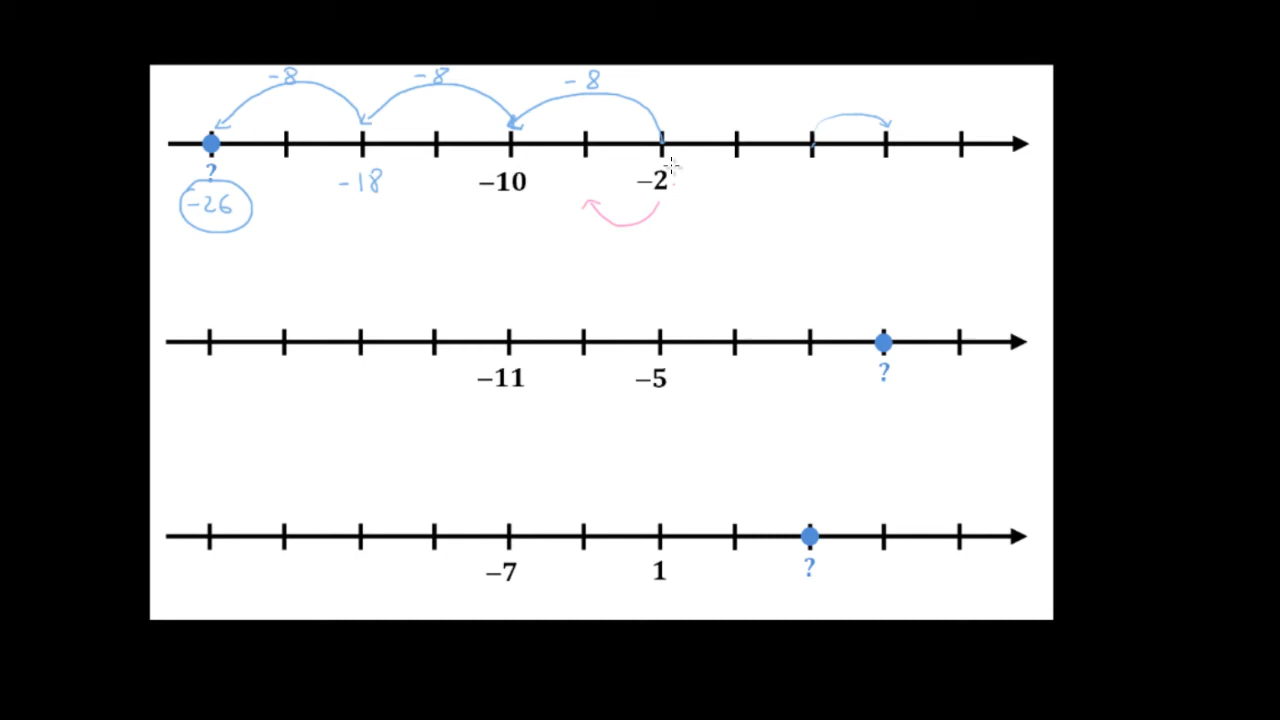 -8 -8 -8
?
-18 –10 –2
-26
–11 –5 ?
–7 1 ?